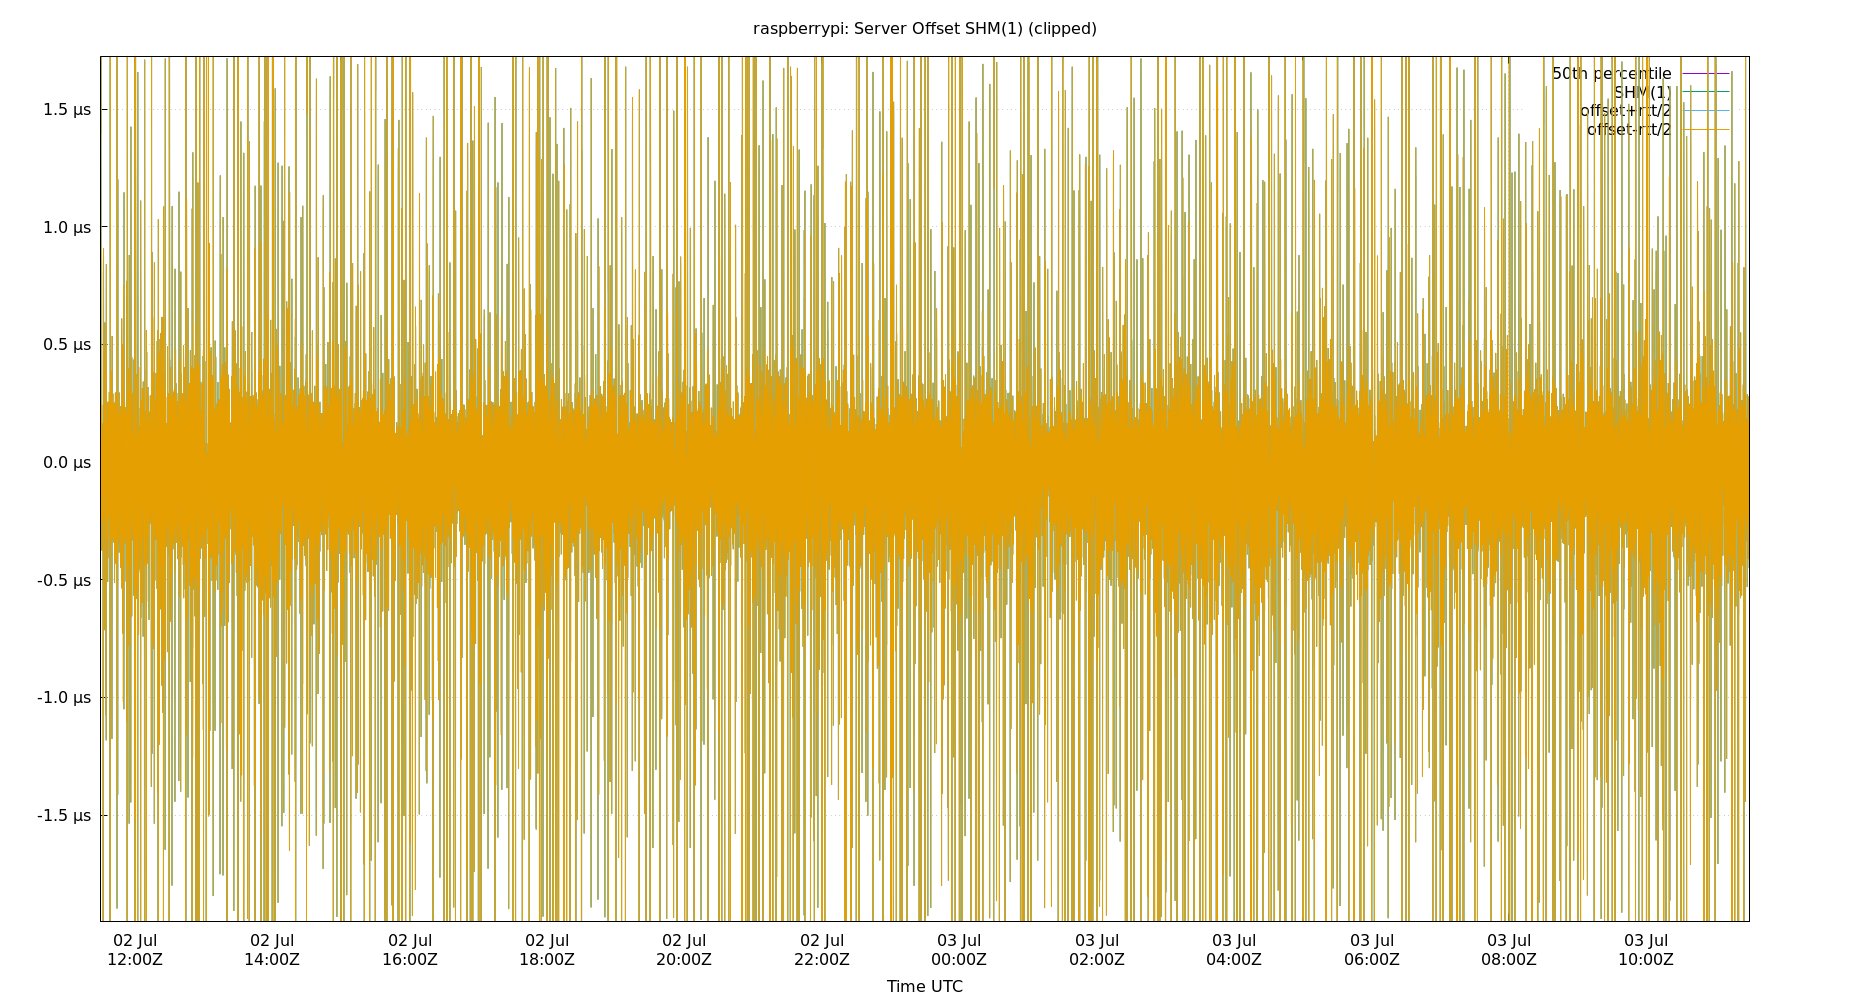 raspberrypi: Server Offset SHM(1) (clipped)
50th percentile
SHM(1)
offset+rtt/2
offset-rtt/2
1.5 µs
1.0 µs
0.5 µs
0.0 µs
-0.5 µs
-1.0 µs
-1.5 µs
02 Jul 02 Jul 02 Jul 02 Jul 02 Jul 02 Jul 03 Jul 03 Jul 03 Jul 03 Jul 03 Jul 03 Jul
12:00Z 14:00Z 16:00Z 18:00Z 20:00Z 22:00Z 00:00Z 02:00Z 04:00Z 06:00Z 08:00Z 10:00Z
Time UTC